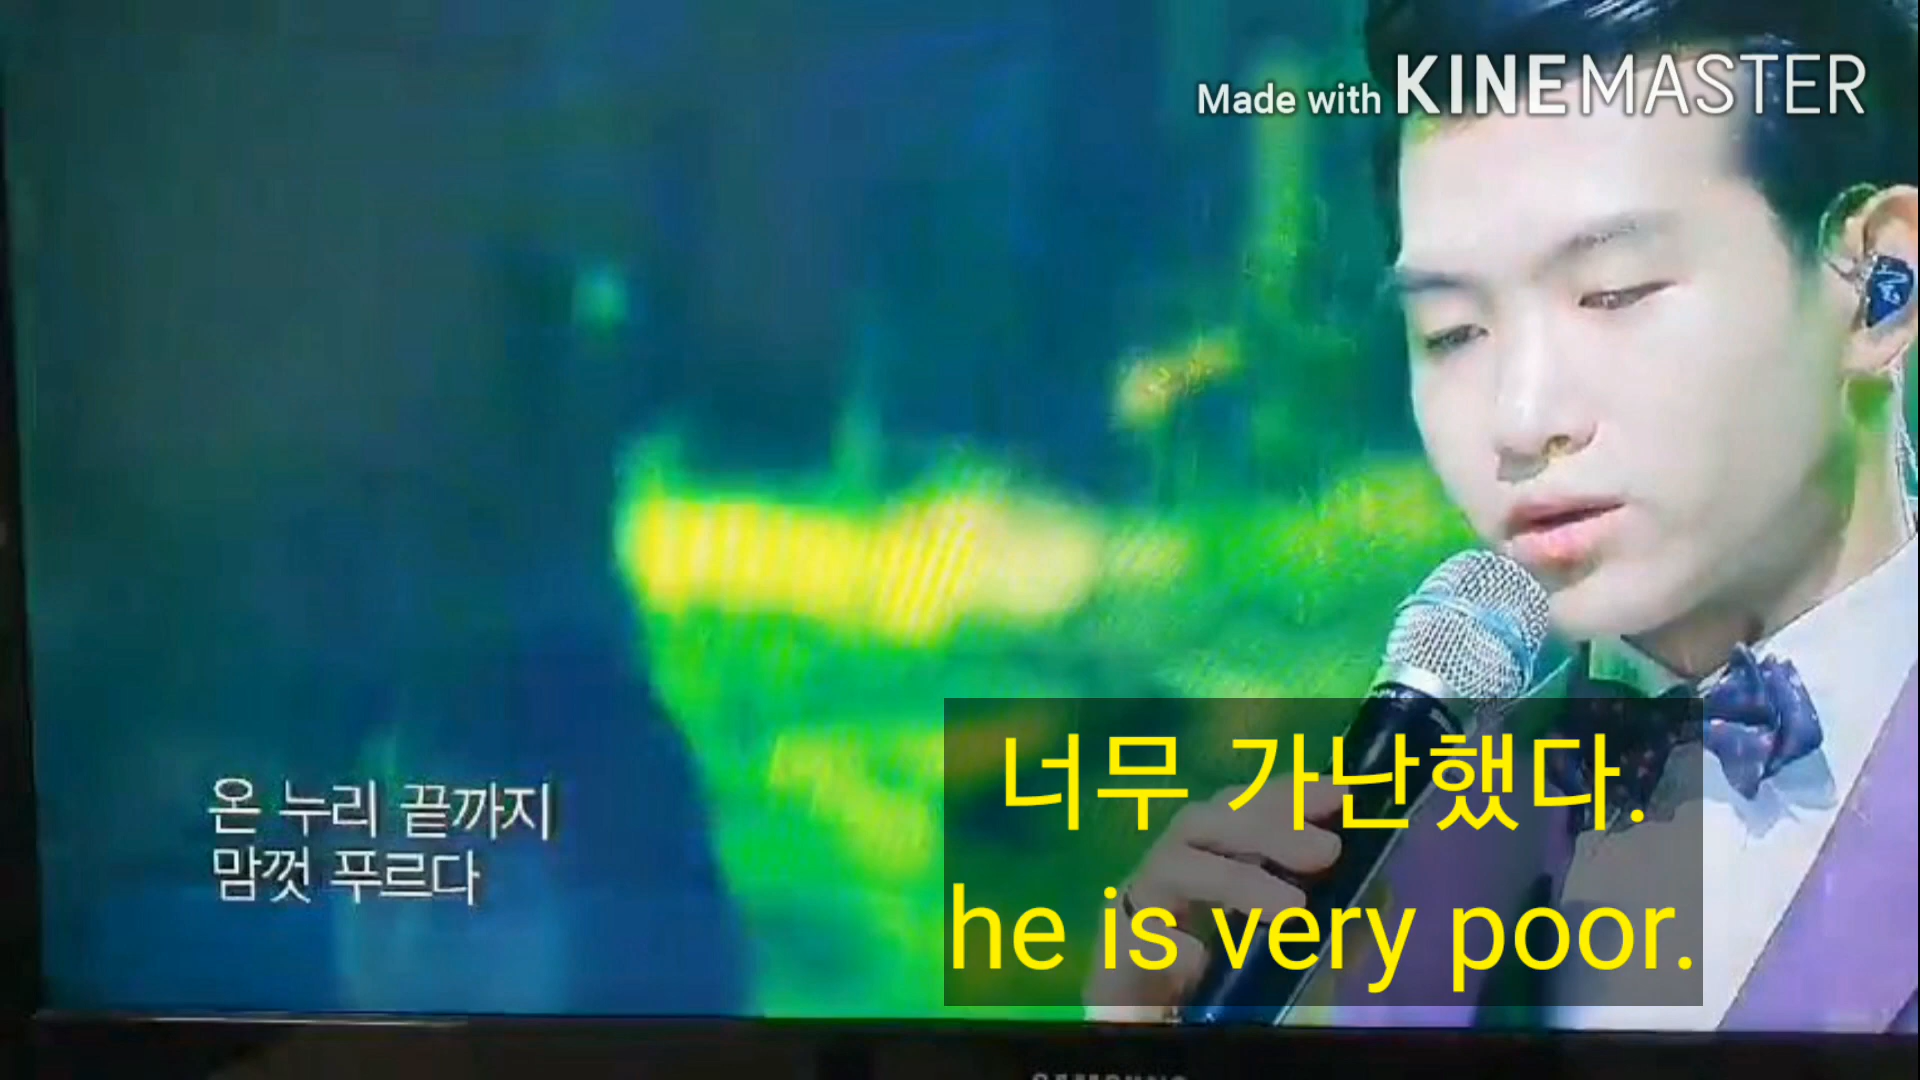 Made with KINEMASTER
온 누리 끝까지
맘껏 푸르다
너무 가난했다.
he is very poor.